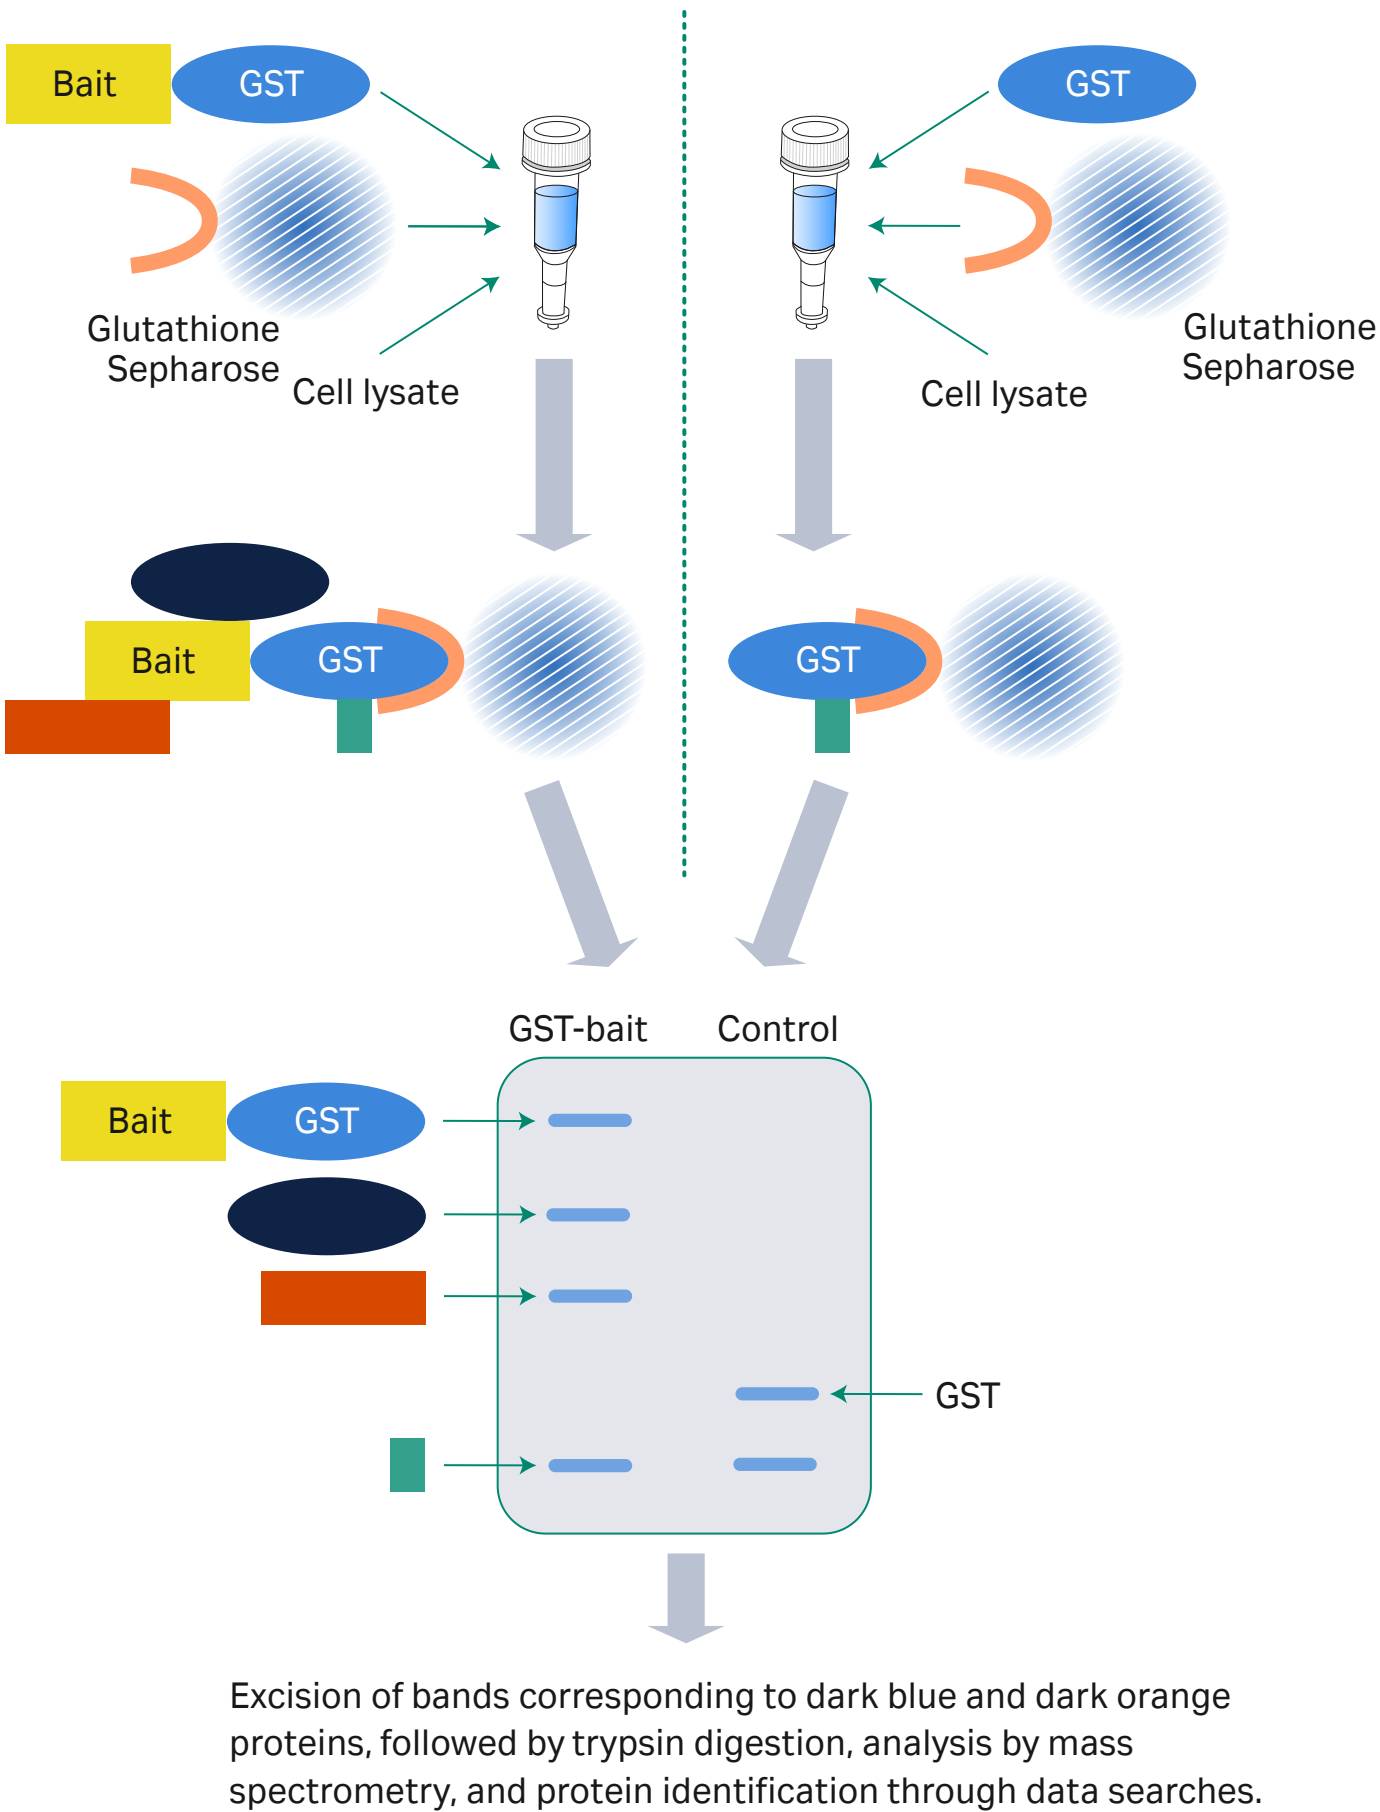 Bait
GST
GST
Glutathione
Sepharose
Cell lysate
Glutathione
Sepharose
Cell lysate
Bait
GST
GST
GST-bait
Control
Bait
GST
GST
Excision of bands corresponding to dark blue and dark orange
proteins, followed by trypsin digestion, analysis by mass
spectrometry, and protein identification through data searches.